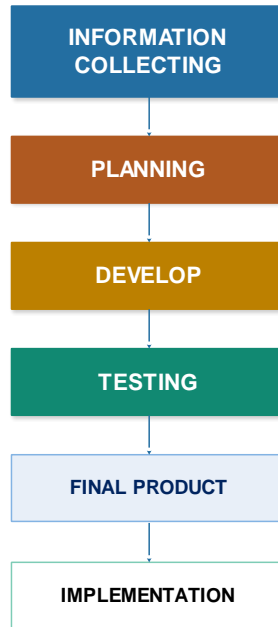 INFORMATION
COLLECTING
PLANNING
DEVELOP
TESTING
FINAL PRODUCT
IMPLEMENTATION